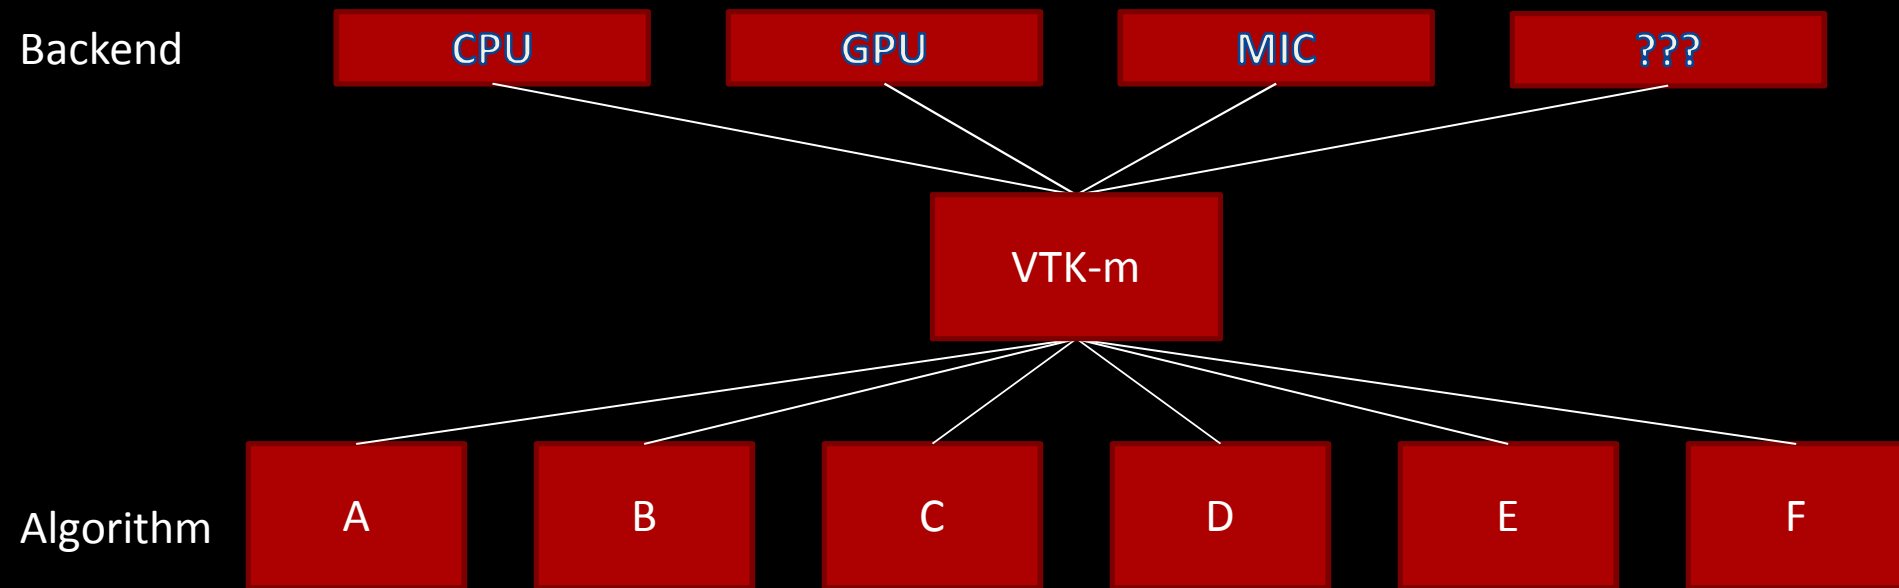 Backend
CPU
GPU
MIC
???
VTK-m
Algorithm
A
B
C
D
E
F